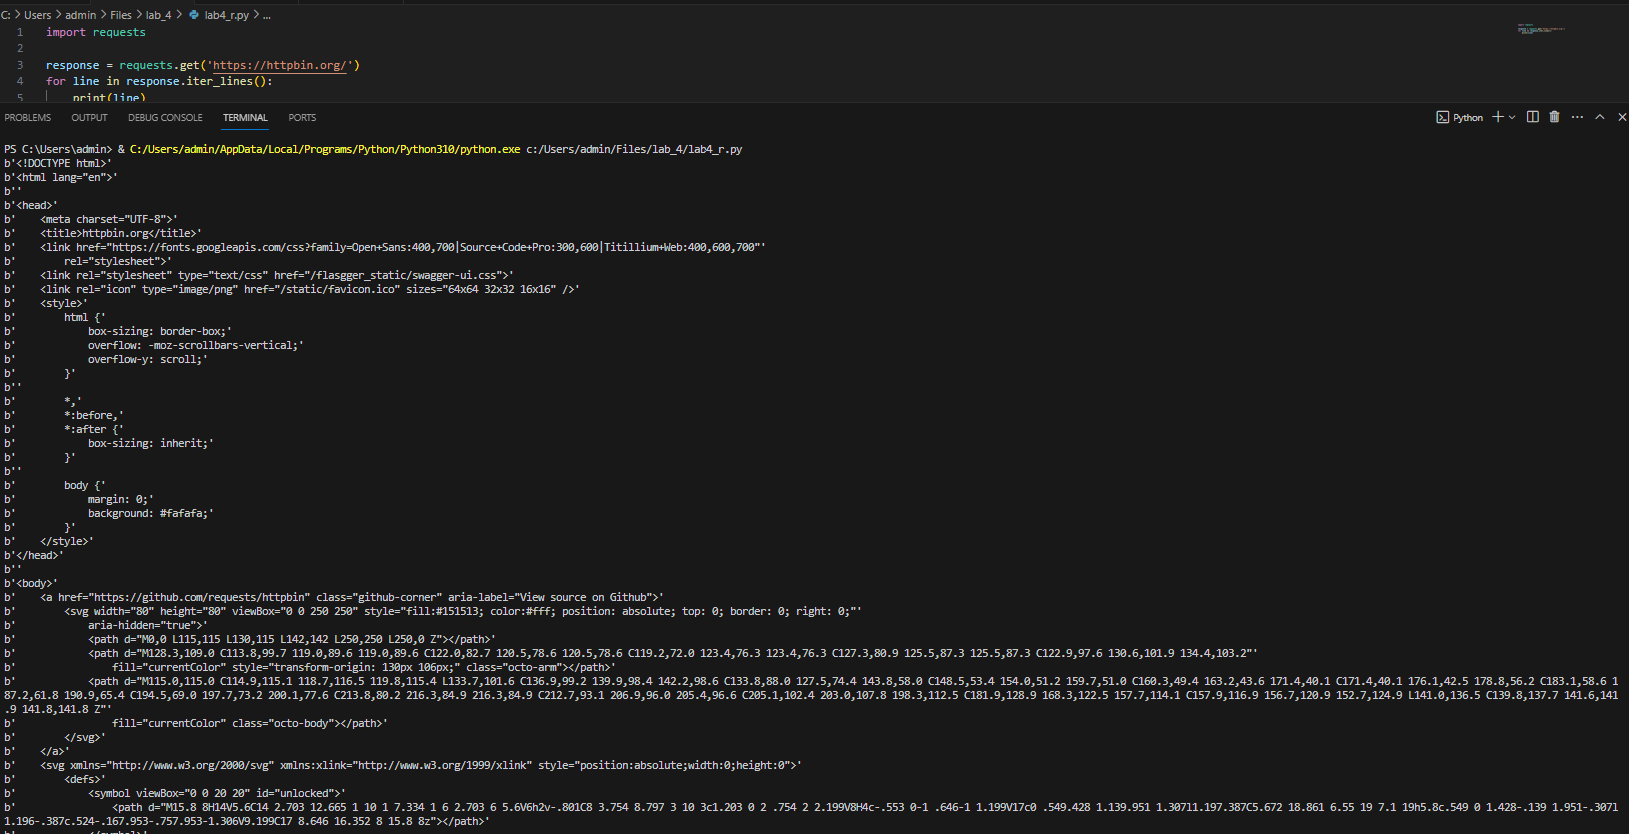 C: > Users > admin > Files > lab_4 > lab4_r.py > ...
1 import requests
2
3 response = requests.get('https://httpbin.org/')
4 for line in response.iter_lines():
5     print(line)
PROBLEMS OUTPUT DEBUG CONSOLE TERMINAL PORTS Python
PS C:\Users\admin> & C:/Users/admin/AppData/Local/Programs/Python/Python310/python.exe c:/Users/admin/Files/lab_4/lab4_r.py
b'<!DOCTYPE html>'
b'<html lang="en">'
b''
b'<head>'
b'    <meta charset="UTF-8">'
b'    <title>httpbin.org</title>'
b'    <link href="https://fonts.googleapis.com/css?family=Open+Sans:400,700|Source+Code+Pro:300,600|Titillium+Web:400,600,700"'
b'        rel="stylesheet">'
b'    <link rel="stylesheet" type="text/css" href="/flasgger_static/swagger-ui.css">'
b'    <link rel="icon" type="image/png" href="/static/favicon.ico" sizes="64x64 32x32 16x16" />'
b'    <style>'
b'        html {'
b'            box-sizing: border-box;'
b'            overflow: -moz-scrollbars-vertical;'
b'            overflow-y: scroll;'
b'        }'
b''
b'        *,'
b'        *:before,'
b'        *:after {'
b'            box-sizing: inherit;'
b'        }'
b''
b'        body {'
b'            margin: 0;'
b'            background: #fafafa;'
b'        }'
b'    </style>'
b'</head>'
b''
b'<body>'
b'    <a href="https://github.com/requests/httpbin" class="github-corner" aria-label="View source on Github">'
b'        <svg width="80" height="80" viewBox="0 0 250 250" style="fill:#151513; color:#fff; position: absolute; top: 0; border: 0; right: 0;"'
b'            aria-hidden="true">'
b'            <path d="M0,0 L115,115 L130,115 L142,142 L250,250 L250,0 Z"></path>'
b'            <path d="M128.3,109.0 C113.8,99.7 119.0,89.6 119.0,89.6 C122.0,82.7 120.5,78.6 120.5,78.6 C119.2,72.0 123.4,76.3 123.4,76.3 C127.3,80.9 125.5,87.3 125.5,87.3 C122.9,97.6 130.6,101.9 134.4,103.2"'
b'                fill="currentColor" style="transform-origin: 130px 106px;" class="octo-arm"></path>'
b'            <path d="M115.0,115.0 C114.9,115.1 118.7,116.5 119.8,115.4 L133.7,101.6 C136.9,99.2 139.9,98.4 142.2,98.6 C133.8,88.0 127.5,74.4 143.8,58.0 C148.5,53.4 154.0,51.2 159.7,51.0 C160.3,49.4 163.2,43.6 171.4,40.1 C171.4,40.1 176.1,42.5 178.8,56.2 C183.1,58.6 1
87.2,61.8 190.9,65.4 C194.5,69.0 197.7,73.2 200.1,77.6 C213.8,80.2 216.3,84.9 216.3,84.9 C212.7,93.1 206.9,96.0 205.4,96.6 C205.1,102.4 203.0,107.8 198.3,112.5 C181.9,128.9 168.3,122.5 157.7,114.1 C157.9,116.9 156.7,120.9 152.7,124.9 L141.0,136.5 C139.8,137.7 141.6,141
.9 141.8,141.8 Z"'
b'                fill="currentColor" class="octo-body"></path>'
b'        </svg>'
b'    </a>'
b'    <svg xmlns="http://www.w3.org/2000/svg" xmlns:xlink="http://www.w3.org/1999/xlink" style="position:absolute;width:0;height:0">'
b'        <defs>'
b'            <symbol viewBox="0 0 20 20" id="unlocked">'
b'                <path d="M15.8 8H14V5.6C14 2.703 12.665 1 10 1 7.334 1 6 2.703 6 5.6V6h2v-.801C8 3.754 8.797 3 10 3c1.203 0 2 .754 2 2.199V8H4c-.553 0-1 .646-1 1.199V17c0 .549.428 1.139.951 1.30711.197.387C5.672 18.861 6.55 19 7.1 19h5.8c.549 0 1.428-.139 1.951-.3071
1.196-.387c.524-.167.953-.757.953-1.306V9.199C17 8.646 16.352 8 15.8 8z"></path>'
b'            </symbol>'